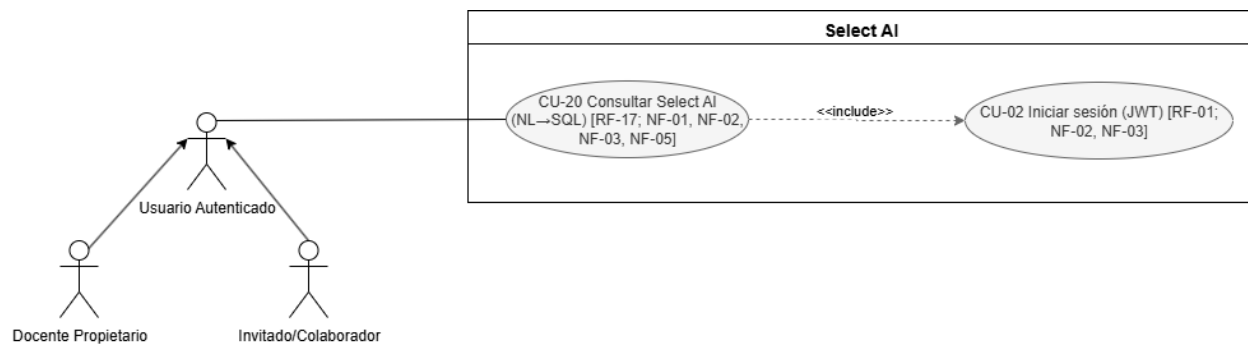 Select AI
CU-20 Consultar Select AI
(NL→SQL) [RF-17; NF-01, NF-02,
NF-03, NF-05]
<<include>>
CU-02 Iniciar sesión (JWT) [RF-01;
NF-02, NF-03]
Usuario Autenticado
Docente Propietario
Invitado/Colaborador